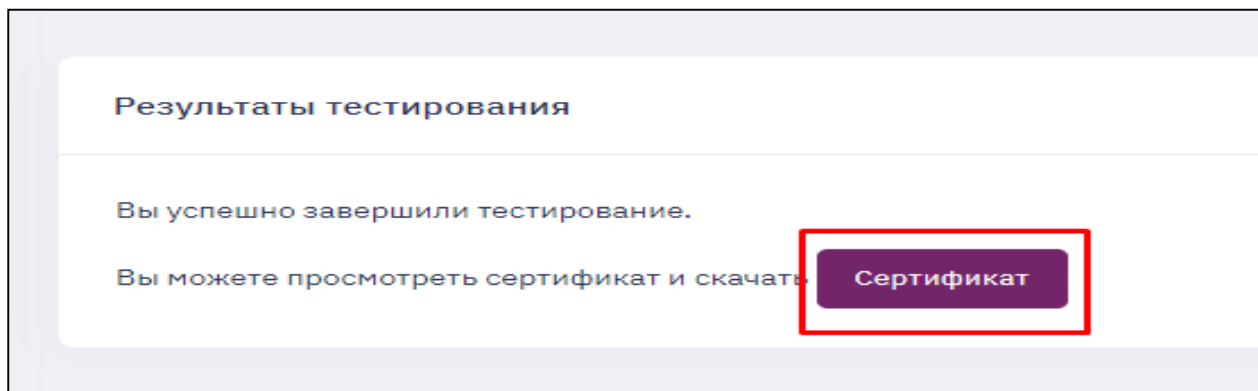 Результаты тестирования
Вы успешно завершили тестирование.
Вы можете просмотреть сертификат и скачать Сертификат